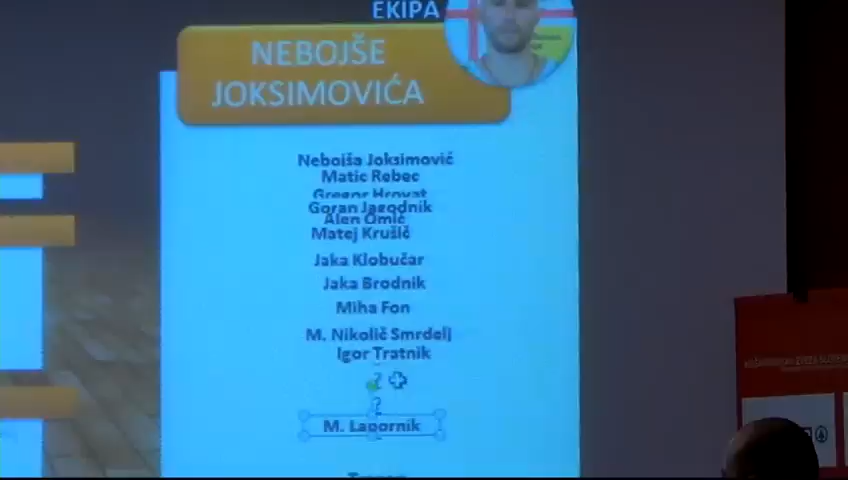 EKIPA
NEBOJŠE
JOKSIMOVIĆA
Nebojša Joksimovič
Matic Rebec
Gregor Hrovat
Goran Jagodnik
Alen Omić
Matej Krušič
Jaka Klobučar
Jaka Brodnik
Miha Fon
M. Nikolič Smrdelj
Igor Tratnik
?
?
M. Lapornik